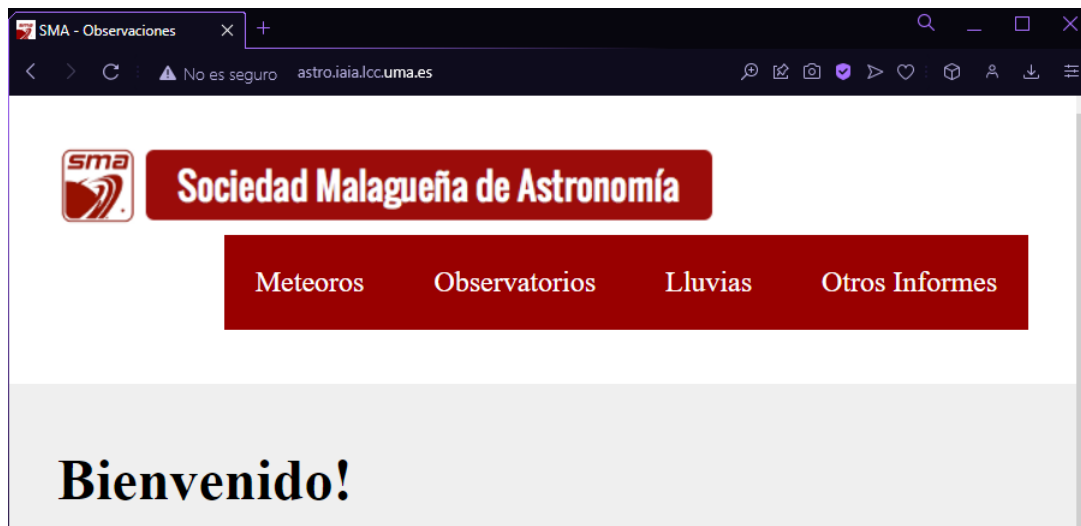 SMA - Observaciones
No es seguro astro.iaia.lcc.uma.es
sma
Sociedad Malagueña de Astronomía
Meteoros Observatorios Lluvias Otros Informes
Bienvenido!